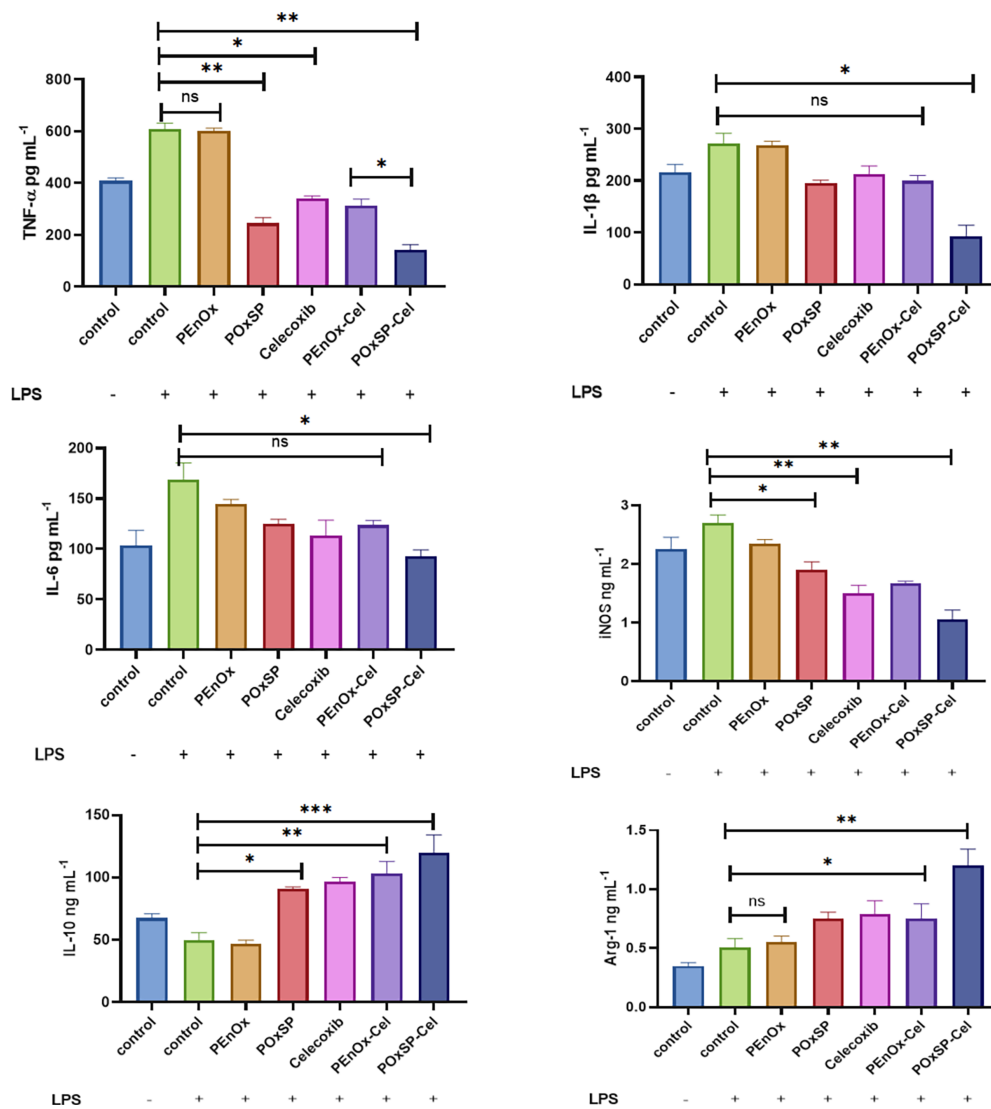 **
*
**
ns
*
800
600
400
200
0
TNF-α pg mL-1
control
control
PEnOx
POxSP
Celecoxib
PEnOx-Cel
POxSP-Cel
LPS - + + + + + +
*
ns
400
300
200
100
0
IL-1β pg mL-1
control
control
PEnOx
POxSP
Celecoxib
PEnOx-Cel
POxSP-Cel
LPS - + + + + + +
*
ns
200
150
100
50
0
IL-6 pg mL-1
control
control
PEnOx
POxSP
Celecoxib
PEnOx-Cel
POxSP-Cel
LPS - + + + + + +
**
**
*
3
2
1
0
iNOS ng mL-1
control
control
PEnOx
POxSP
Celecoxib
PEnOx-Cel
POxSP-Cel
LPS - + + + + + +
***
**
*
150
100
50
0
IL-10 ng mL-1
control
control
PEnOx
POxSP
Celecoxib
PEnOx-Cel
POxSP-Cel
LPS - + + + + + +
**
*
ns
1.5
1.0
0.5
0.0
Arg-1 ng mL-1
control
control
PEnOx
POxSP
Celecoxib
PEnOx-Cel
POxSP-Cel
LPS - + + + + + +